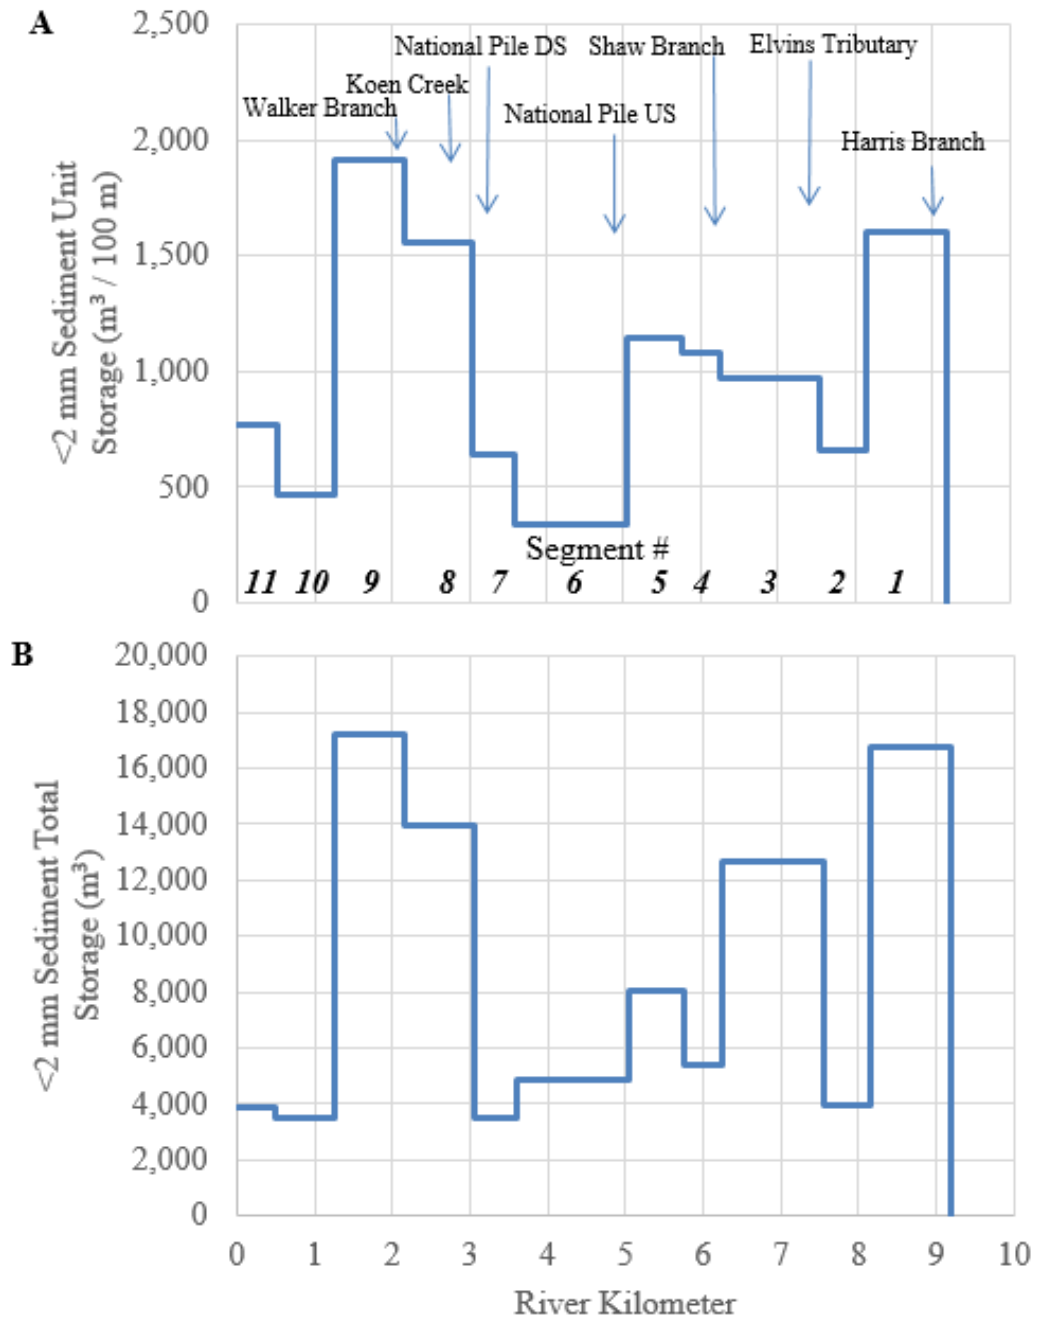 A
2,500
National Pile DS
Shaw Branch
Elvins Tributary
Koen Creek
Walker Branch
National Pile US
Harris Branch
2,000
1,500
1,000
500
0
<2 mm Sediment Unit
Storage (m³ / 100 m)
Segment #
11 10 9 8 7 6 5 4 3 2 1
B
20,000
18,000
16,000
14,000
12,000
10,000
8,000
6,000
4,000
2,000
0
<2 mm Sediment Total
Storage (m³)
0 1 2 3 4 5 6 7 8 9 10
River Kilometer